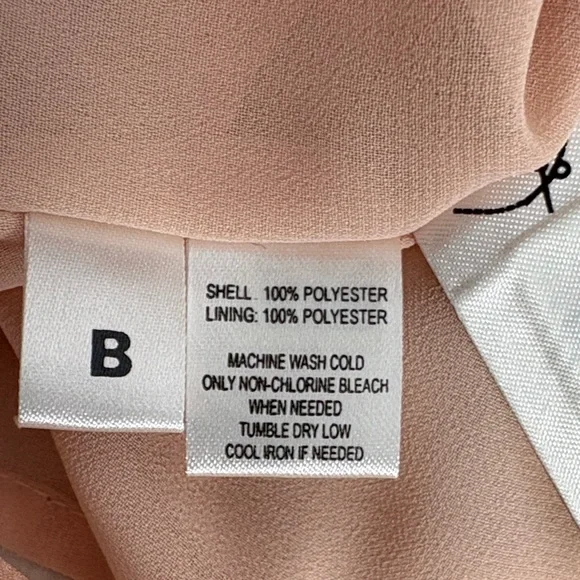 B
SHELL. 100% POLYESTER
LINING: 100% POLYESTER
MACHINE WASH COLD
ONLY NON-CHLORINE BLEACH
WHEN NEEDED
TUMBLE DRY LOW
COOL IRON IF NEEDED